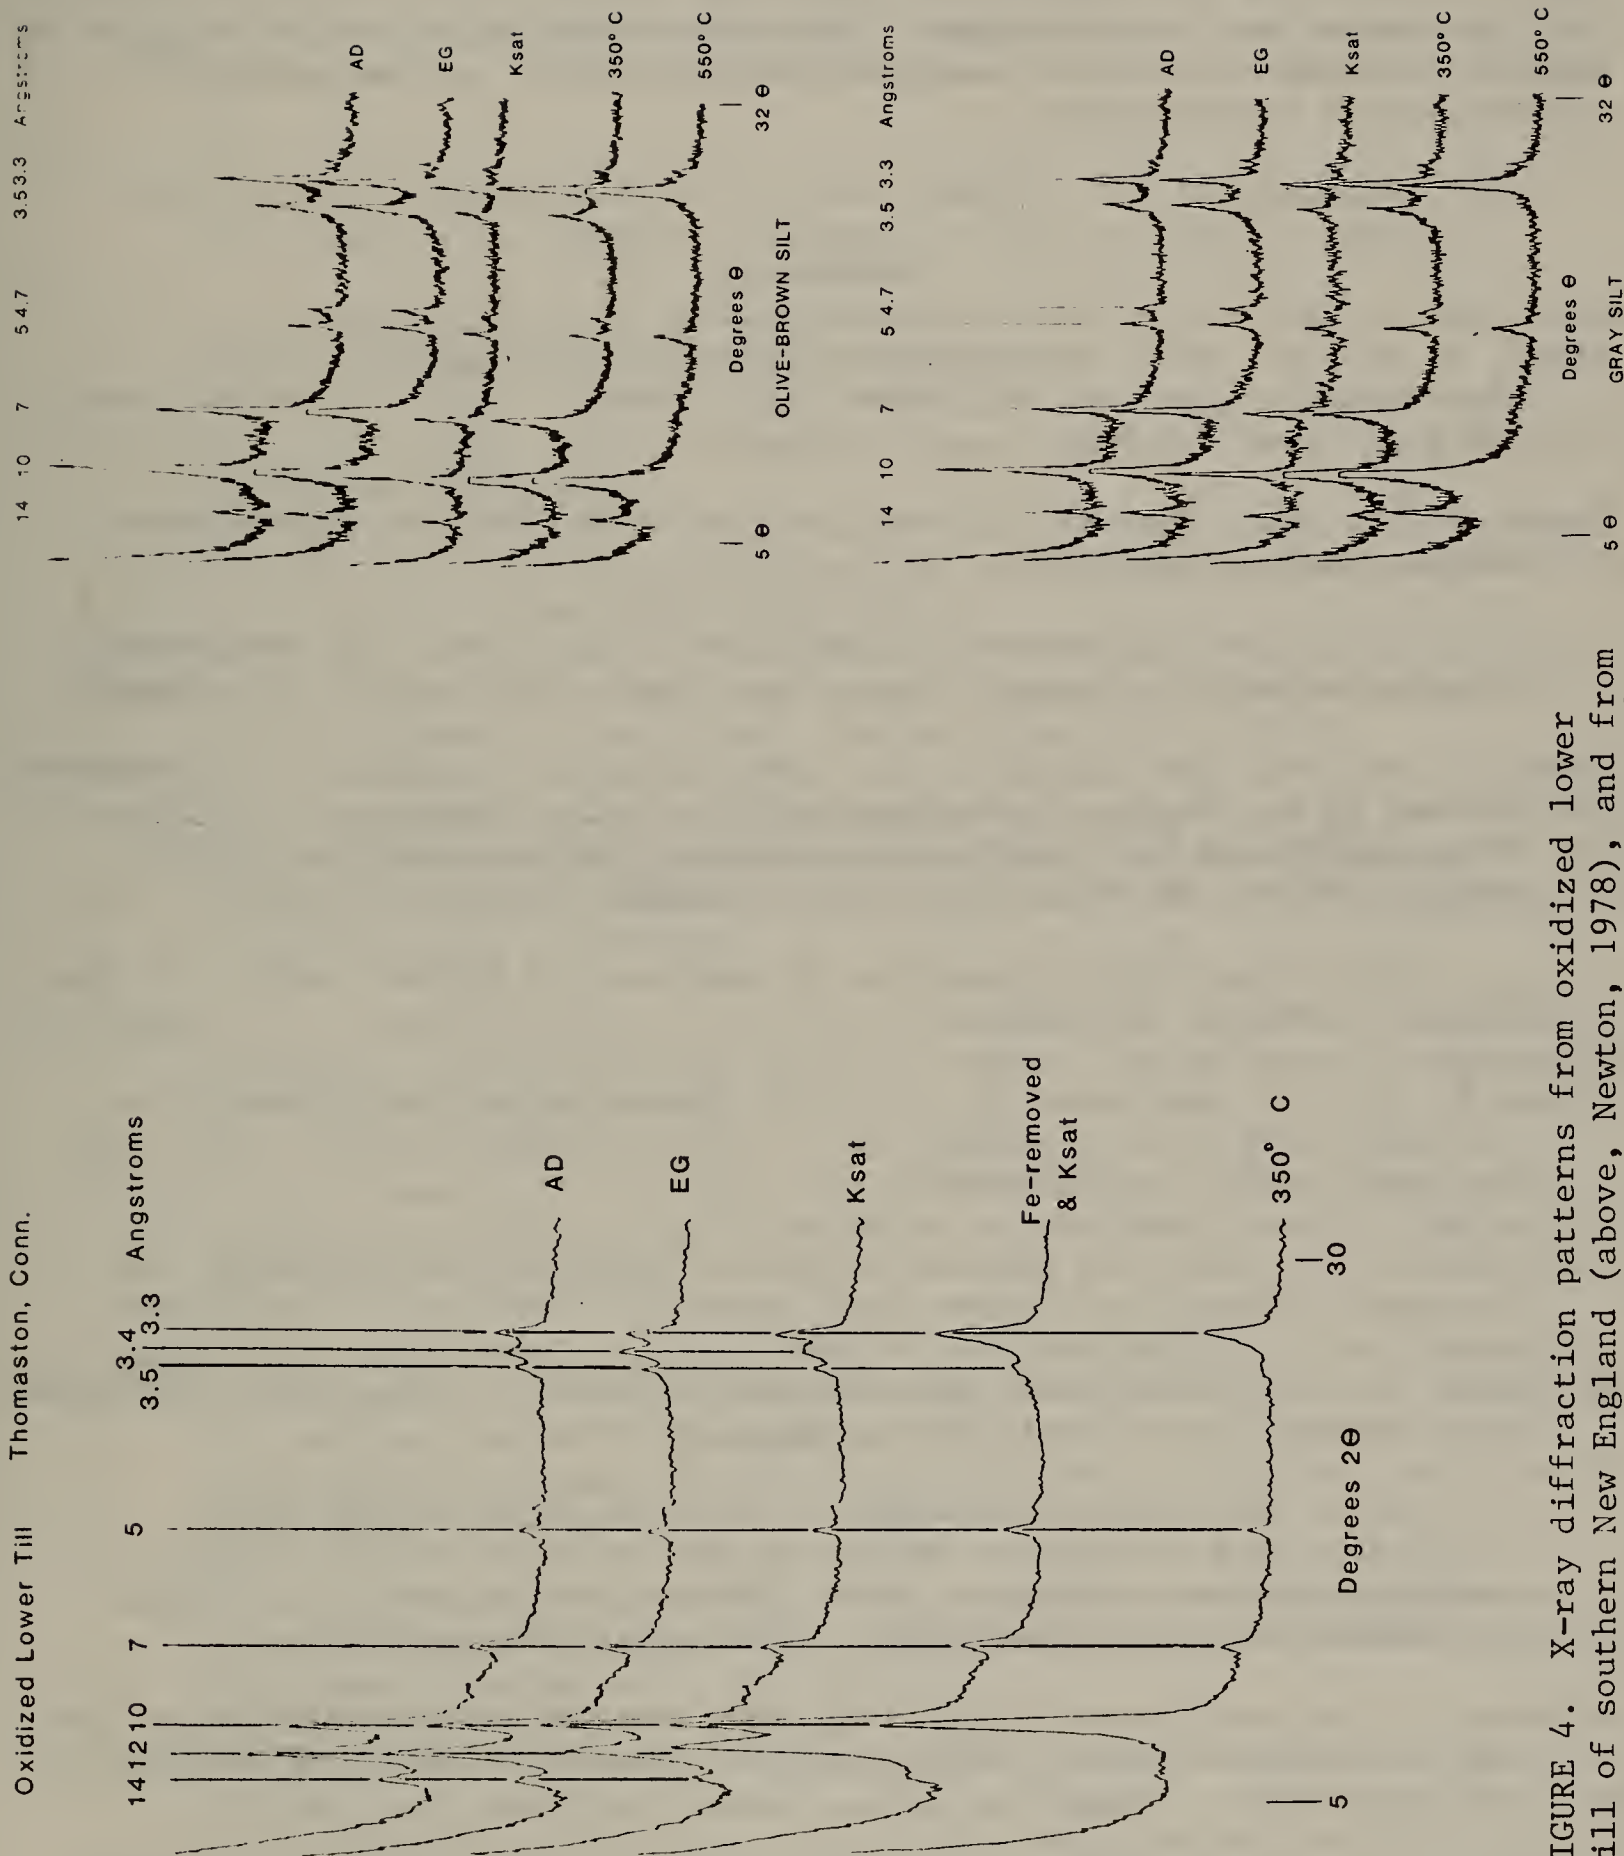 Oxidized Lower Till Thomaston, Conn.
14 12 10 7 5 3.5 3.4 3.3 Angstroms
AD
EG
Ksat
Fe-removed
& Ksat
350° C
5 30
Degrees 2θ
14 10 7 5 4.7 3.5 3.3 Angstroms
AD
EG
Ksat
350° C
550° C
5 θ 32 θ
Degrees θ
OLIVE-BROWN SILT
14 10 7 5 4.7 3.5 3.3 Angstroms
AD
EG
Ksat
350° C
550° C
5 θ 32 θ
Degrees θ
GRAY SILT
IGURE 4. X-ray diffraction patterns from oxidized lower
ill of southern New England (above, Newton, 1978), and from